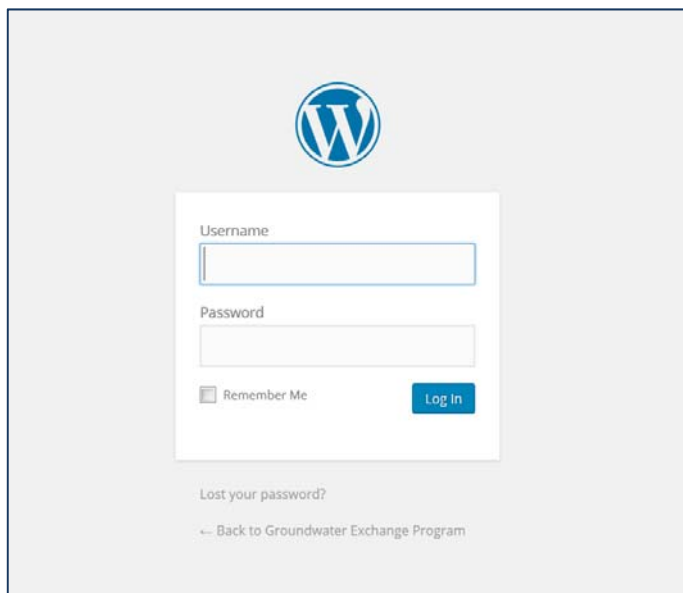 Username
Password
Remember Me
Log In
Lost your password?
← Back to Groundwater Exchange Program